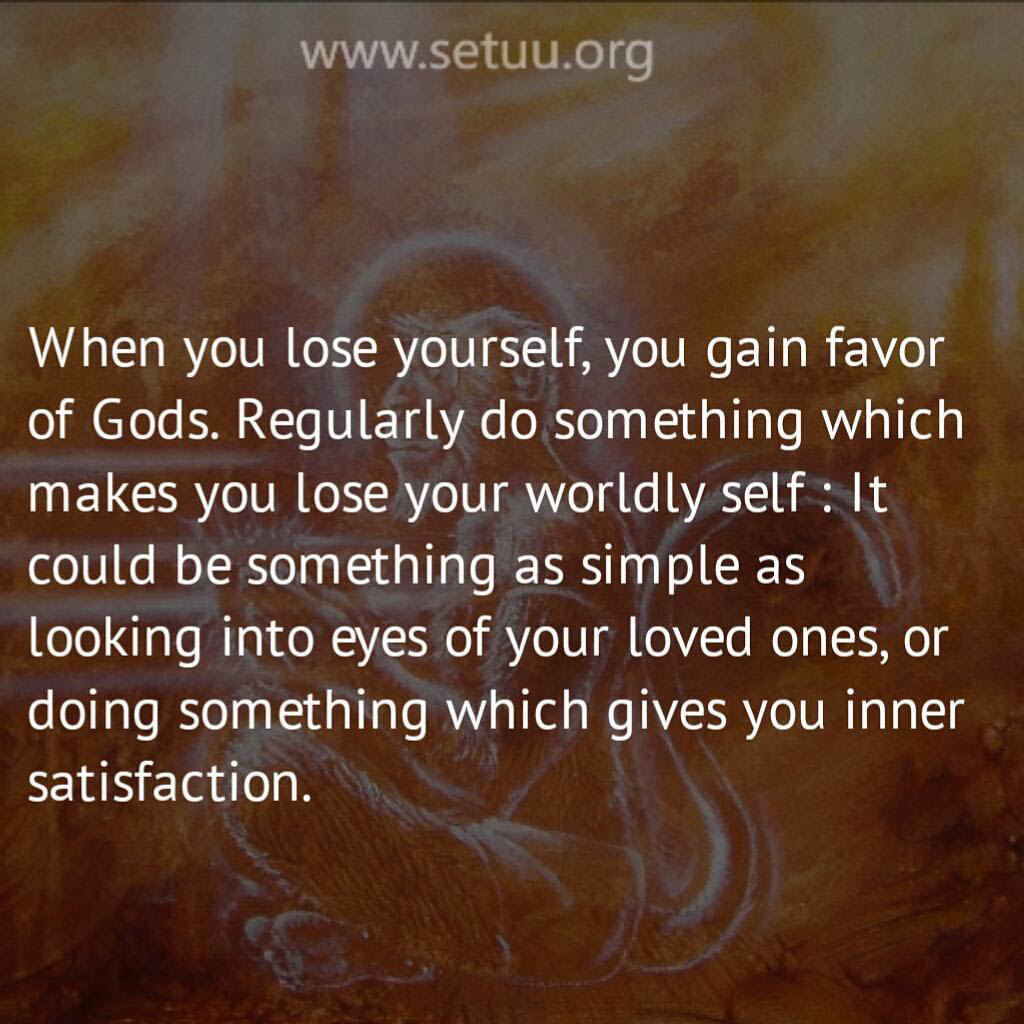 www.setuu.org
When you lose yourself, you gain favor
of Gods. Regularly do something which
makes you lose your worldly self : It
could be something as simple as
looking into eyes of your loved ones, or
doing something which gives you inner
satisfaction.